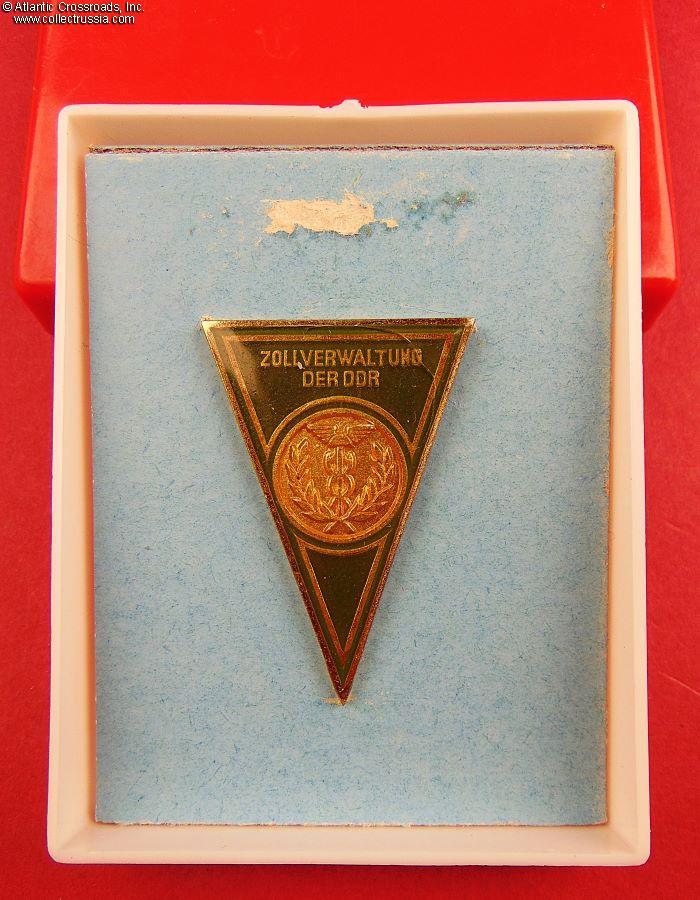 © Atlantic Crossroads, Inc.
www.collectrussia.com
ZOLLVERWALTUNG
DER DDR